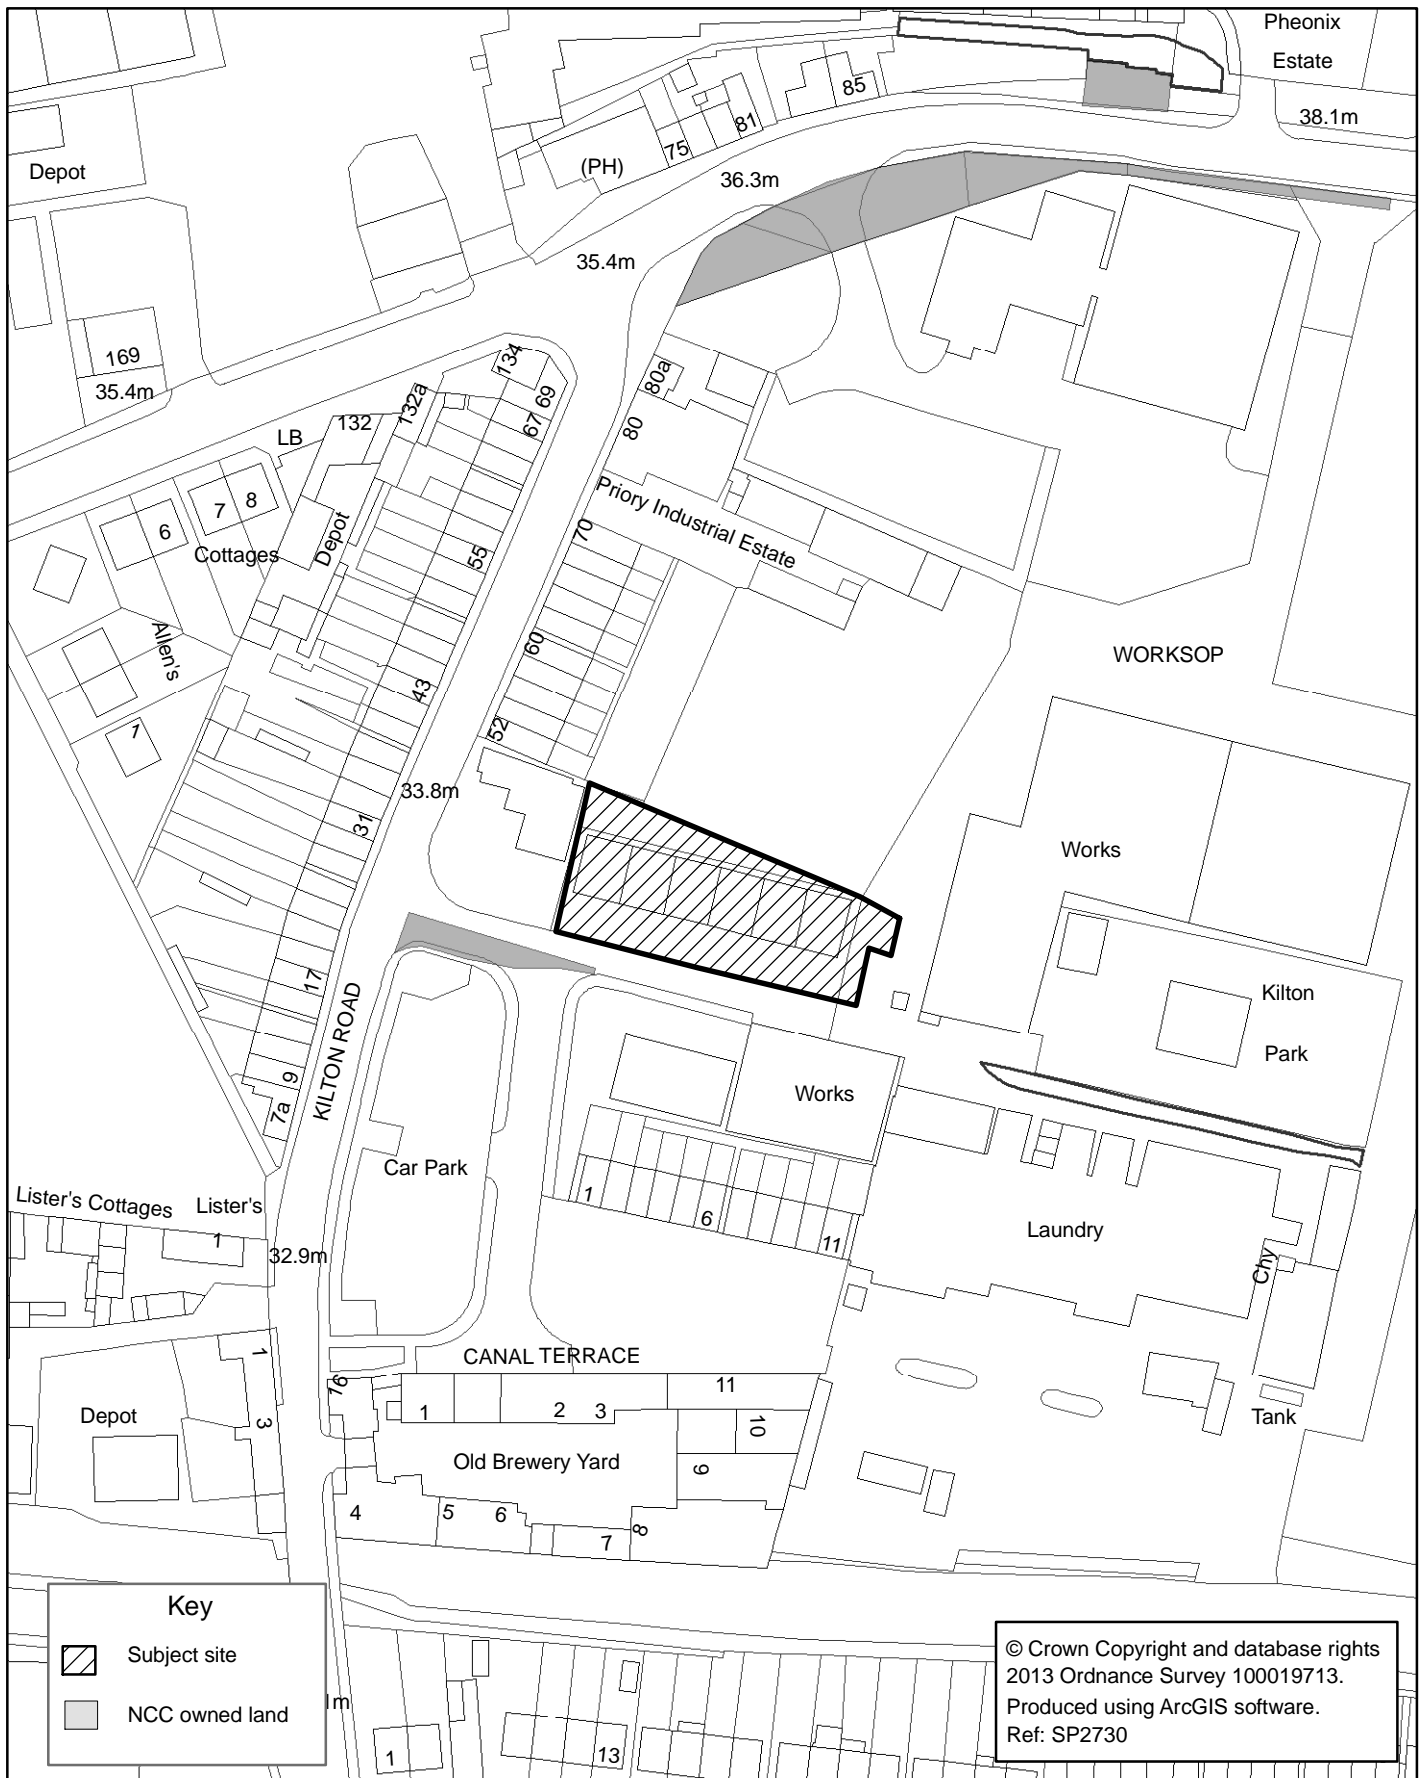 Pheonix
Estate
38.1m
85
81
75
(PH)
36.3m
Depot
35.4m
169
35.4m
134
132a
69
67
132
LB
80a
80
7
8
6
Cottages
Depot
55
Priory Industrial Estate
70
Allen's
1
60
43
52
WORKSOP
33.8m
31
Works
17
KILTON ROAD
Kilton
Park
9
7a
Works
Car Park
Lister's Cottages
Lister's
1
1
6
11
Laundry
Chy
32.9m
CANAL TERRACE
1
3
16
1
2
3
11
10
9
Depot
Old Brewery Yard
Tank
4
5
6
7
8
Key
Subject site
NCC owned land
1
13
© Crown Copyright and database rights
2013 Ordnance Survey 100019713.
Produced using ArcGIS software.
Ref: SP2730